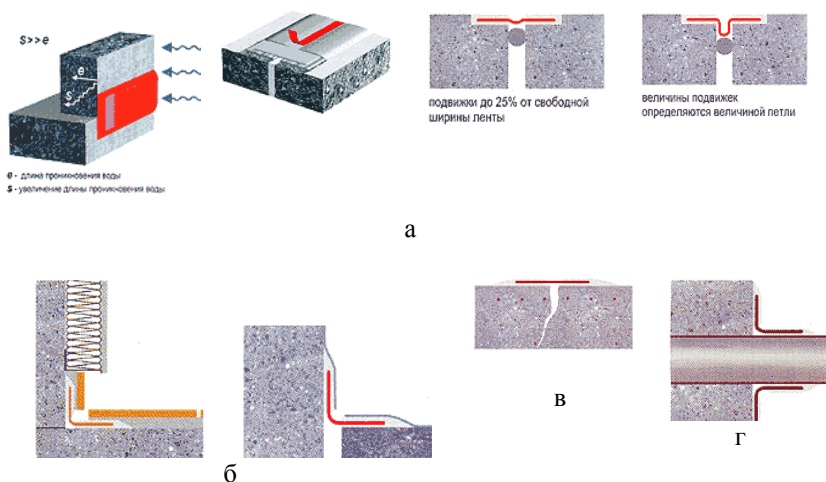 s>>e
e
s
e - длина проникновения воды
s - увеличение длины проникновения воды
подвижки до 25% от свободной
ширины ленты
величины подвижек
определяются величиной петли
а
б
в
г